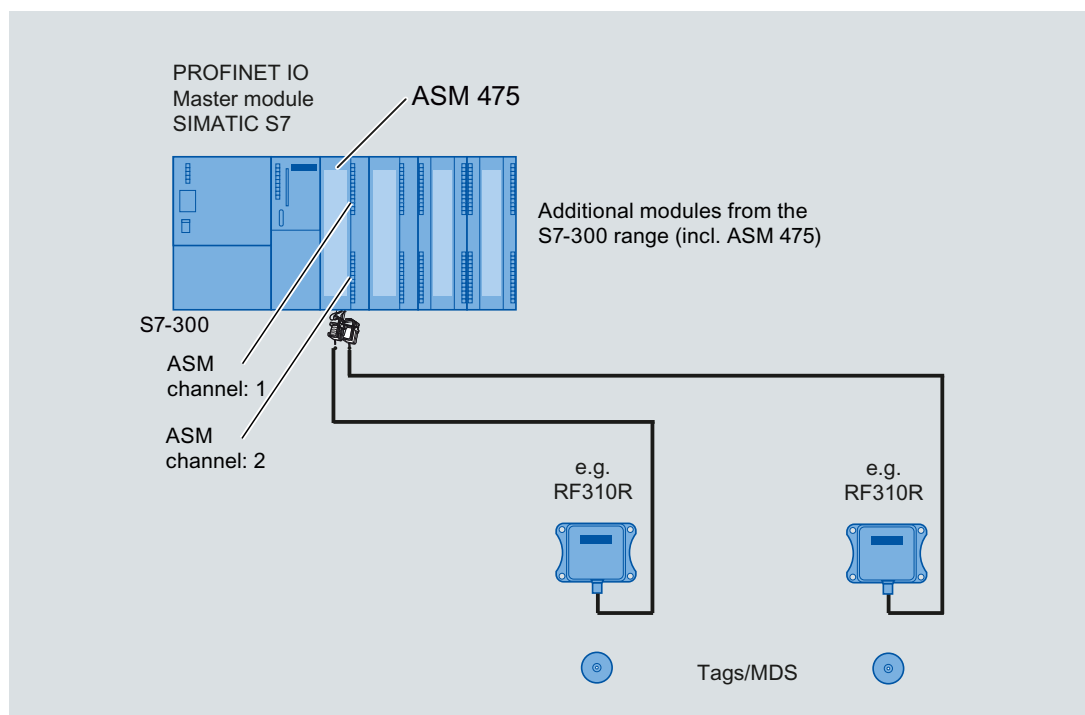 PROFINET IO
Master module
SIMATIC S7
ASM 475
Additional modules from the
S7-300 range (incl. ASM 475)
S7-300
ASM
channel: 1
ASM
channel: 2
e.g.
RF310R
e.g.
RF310R
Tags/MDS